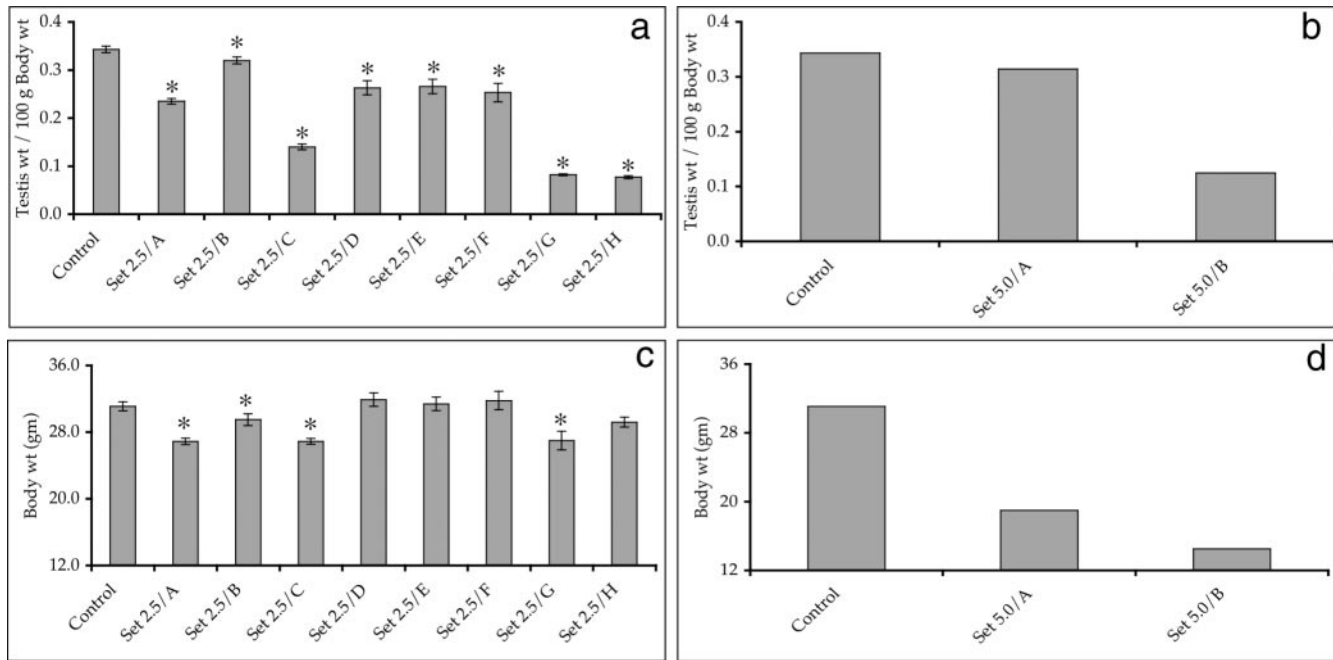 a
Testis wt / 100 g Body wt
0.4
0.3
0.2
0.1
0.0
* * * * * * * *
Control
Set 2.5/A
Set 2.5/B
Set 2.5/C
Set 2.5/D
Set 2.5/E
Set 2.5/F
Set 2.5/G
Set 2.5/H
b
Testis wt / 100 g Body wt
0.4
0.3
0.1
0.1
0.0
Control
Set 5.0/A
Set 5.0/B
c
Body wt (gm)
36.0
28.0
20.0
12.0
* * * *
Control
Set 2.5/A
Set 2.5/B
Set 2.5/C
Set 2.5/D
Set 2.5/E
Set 2.5/F
Set 2.5/G
Set 2.5/H
d
Body wt (gm)
36
28
20
12
Control
Set 5.0/A
Set 5.0/B